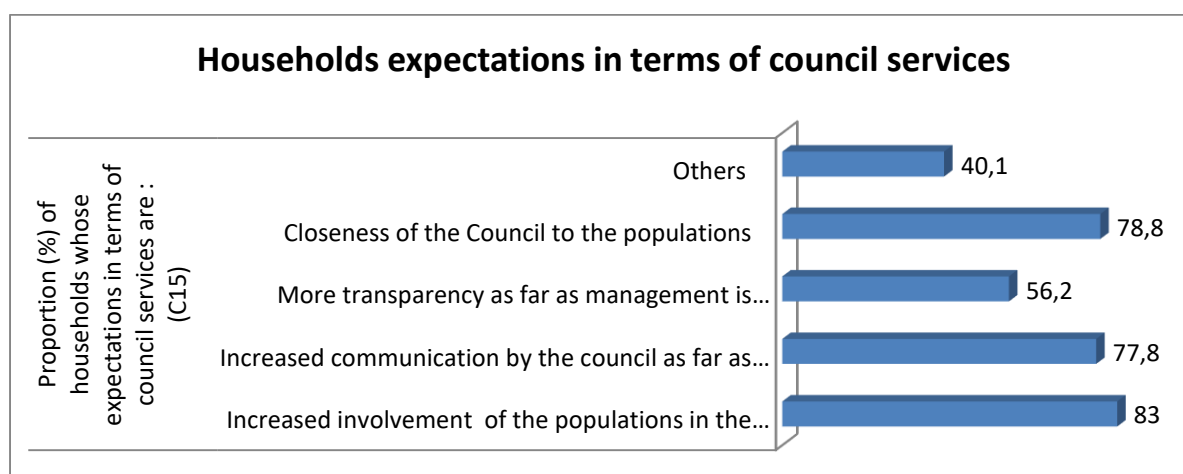 Households expectations in terms of council services
Proportion (%) of
households whose
expectations in terms of
council services are :
(C15)
Others
40,1
Closeness of the Council to the populations
78,8
More transparency as far as management is...
56,2
Increased communication by the council as far as...
77,8
Increased involvement  of the populations in the...
83